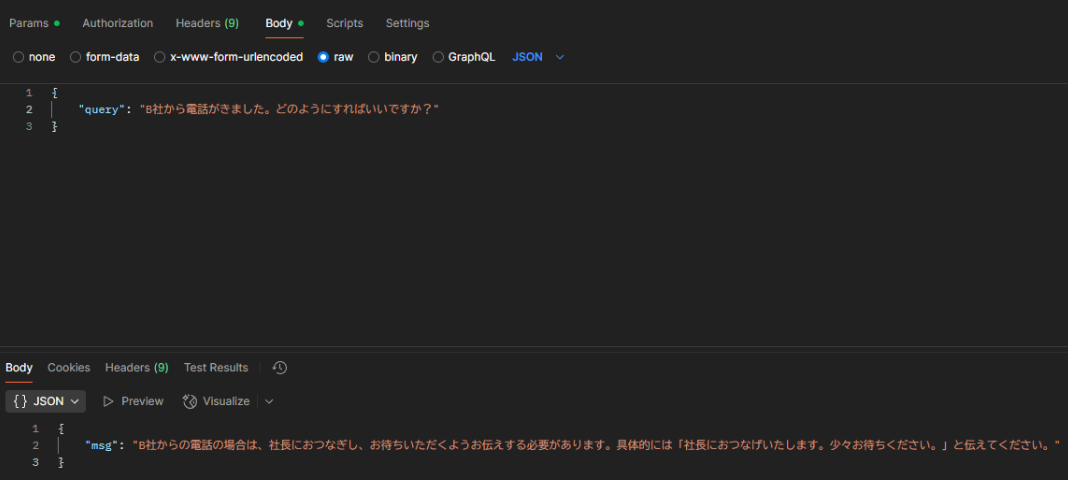 Params Authorization Headers (9) Body Scripts Settings
none form-data x-www-form-urlencoded raw binary GraphQL JSON
1 {
2 "query": "B社から電話がきました。どのようにすればいいですか？"
3 }
Body Cookies Headers (9) Test Results
{} JSON Preview Visualize
1 {
2 "msg": "B社からの電話の場合は、社長におつなぎし、お待ちいただくようお伝えする必要があります。具体的には「社長におつなげいたします。少々お待ちください。」と伝えてください。"
3 }